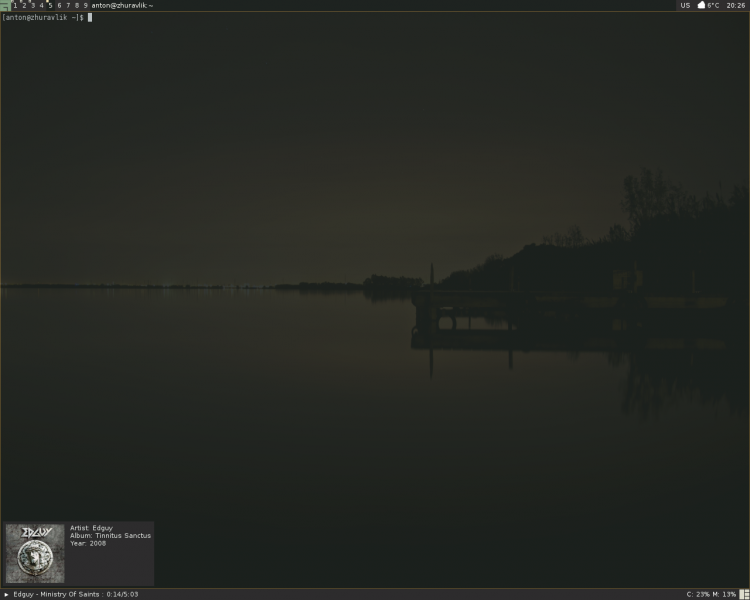 1 2 3 4 5 6 7 8 9 anton@zhuravlik:~ US 6°C 20:26
[anton@zhuravlik ~]$
EDGUY
Artist: Edguy
Album: Tinnitus Sanctus
Year: 2008
Edguy - Ministry Of Saints : 0:14/5:03 C: 23% M: 13%